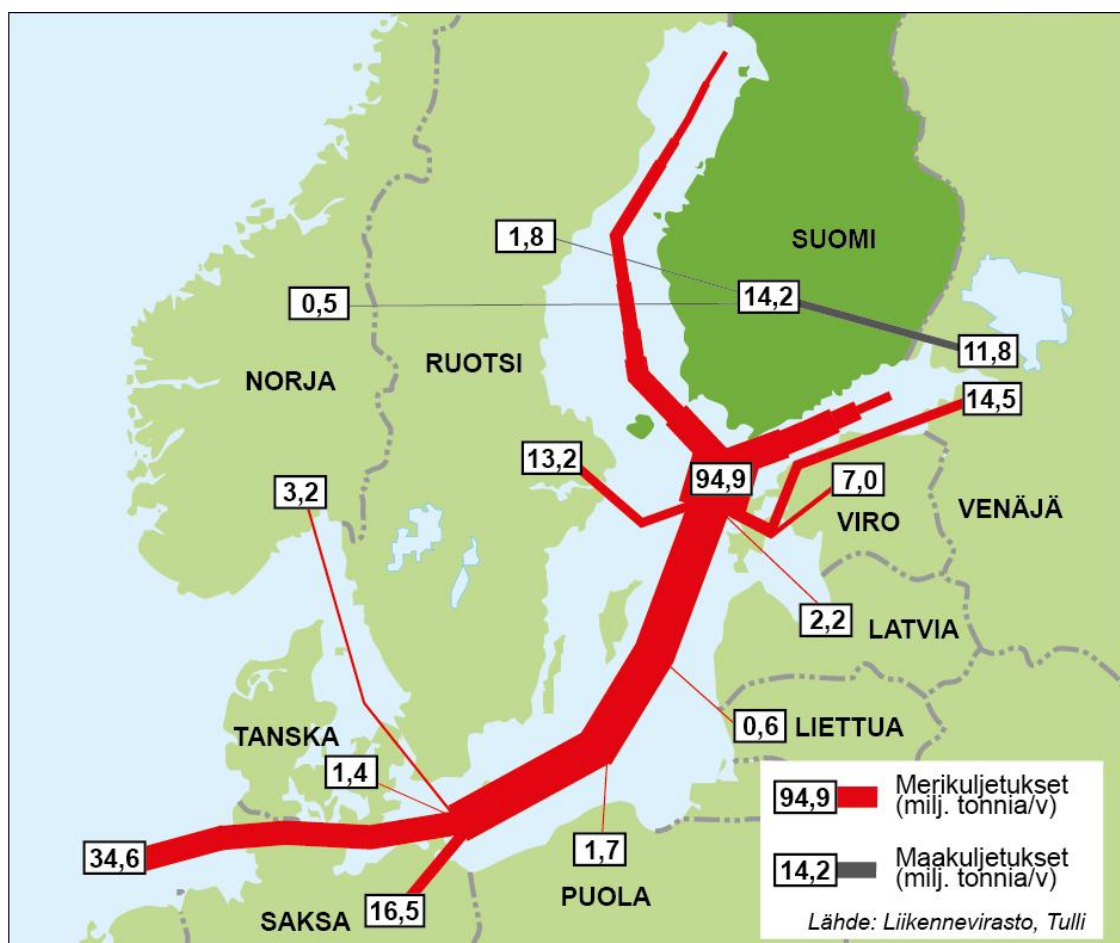 SUOMI
1,8
14,2
0,5
11,8
RUOTSI
NORJA
14,5
13,2
94,9
7,0
3,2
VIRO
VENÄJÄ
2,2
LATVIA
0,6
LIETTUA
TANSKA
1,4
34,6
1,7
PUOLA
16,5
SAKSA
94,9
Merikuljetukset
(milj. tonnia/v)
14,2
Maakuljetukset
(milj. tonnia/v)
Lähde: Liikennevirasto, Tulli